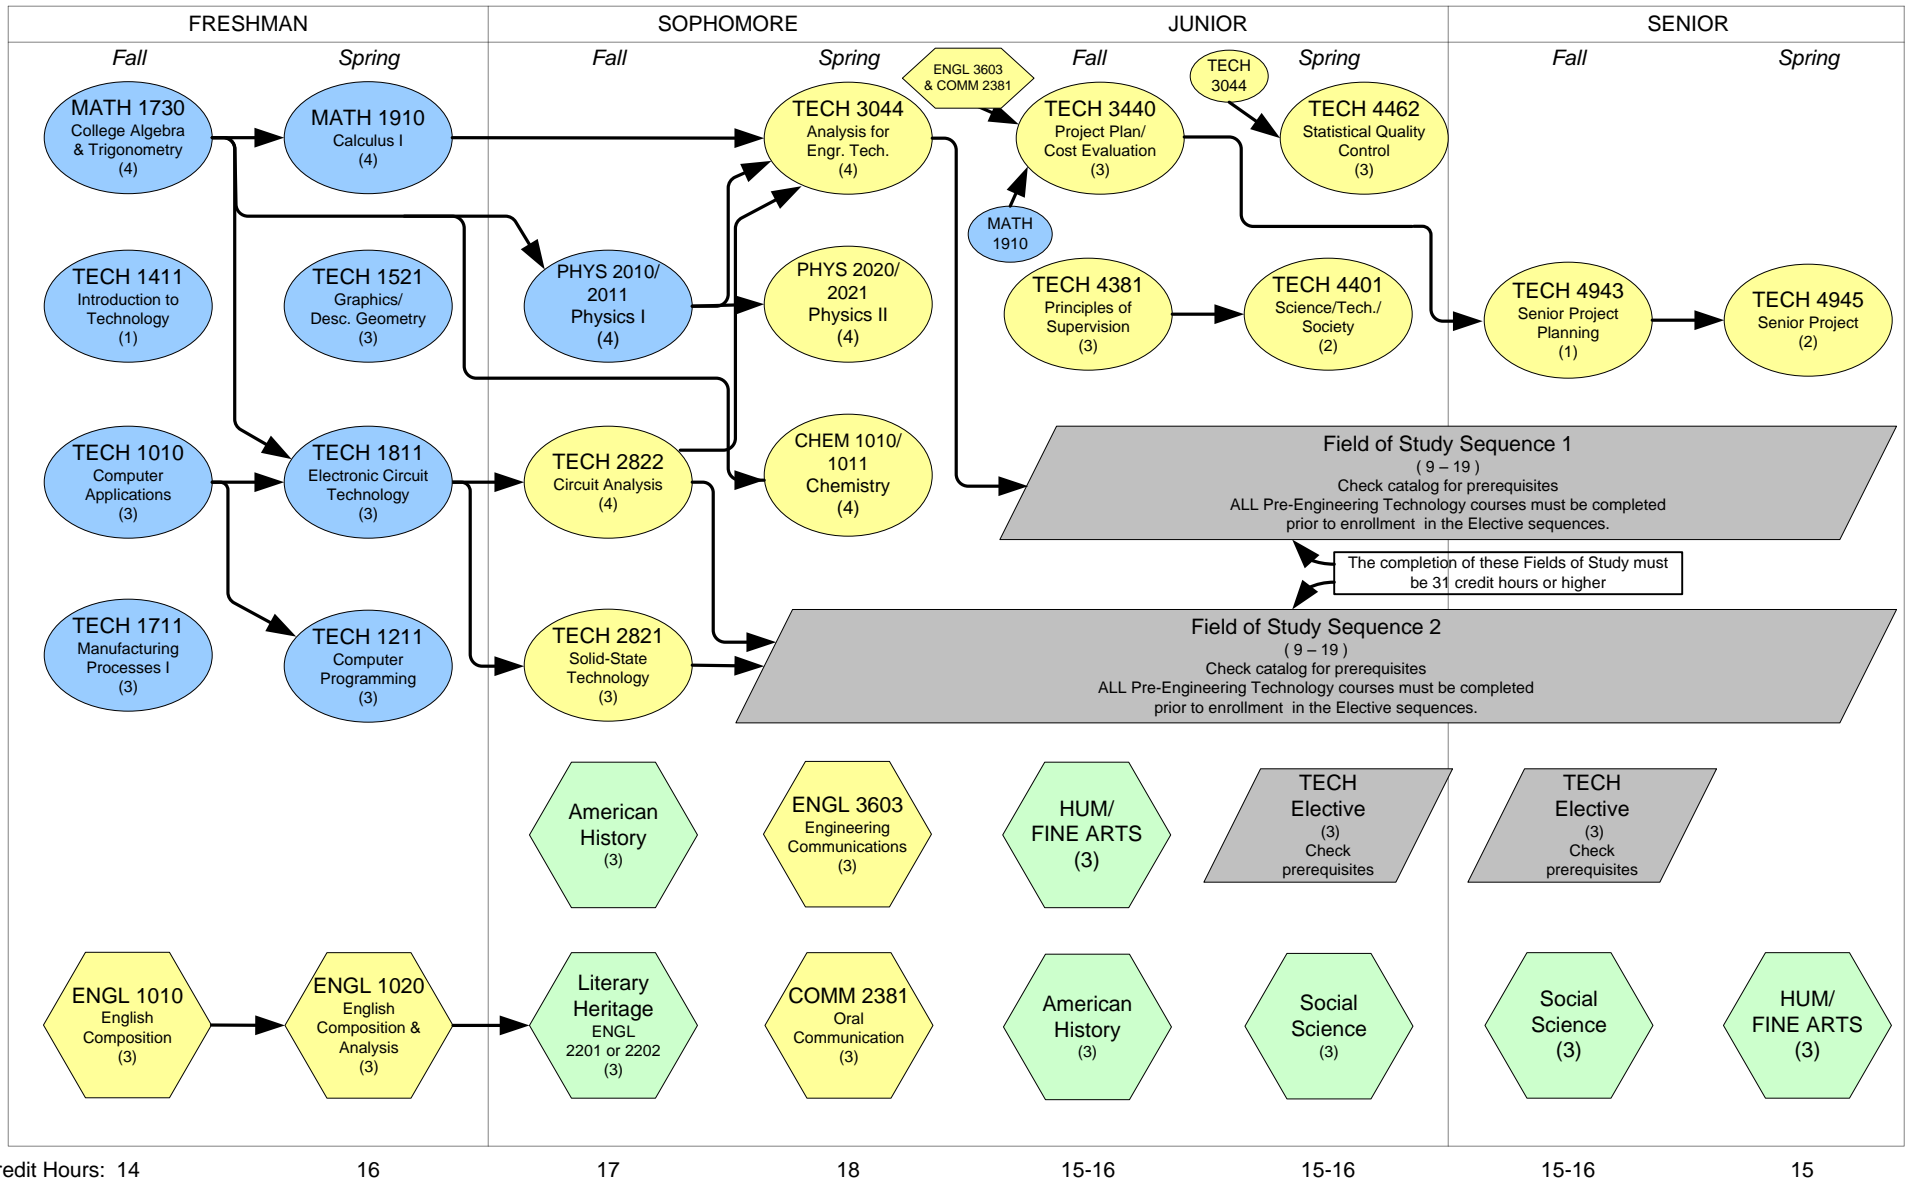 FRESHMAN
SOPHOMORE
JUNIOR
SENIOR
Fall
Spring
Fall
Spring
Fall
Spring
Fall
Spring
MATH 1730
College Algebra
& Trigonometry
(4)
MATH 1910
Calculus I
(4)
TECH 3044
Analysis for
Engr. Tech.
(4)
ENGL 3603
& COMM 2381
TECH 3440
Project Plan/
Cost Evaluation
(3)
MATH
1910
TECH
3044
TECH 4462
Statistical Quality
Control
(3)
TECH 1411
Introduction to
Technology
(1)
TECH 1521
Graphics/
Desc. Geometry
(3)
PHYS 2010/
2011
Physics I
(4)
PHYS 2020/
2021
Physics II
(4)
TECH 4381
Principles of
Supervision
(3)
TECH 4401
Science/Tech./
Society
(2)
TECH 4943
Senior Project
Planning
(1)
TECH 4945
Senior Project
(2)
TECH 1010
Computer
Applications
(3)
TECH 1811
Electronic Circuit
Technology
(3)
TECH 2822
Circuit Analysis
(4)
CHEM 1010/
1011
Chemistry
(4)
Field of Study Sequence 1
( 9 – 19 )
Check catalog for prerequisites
ALL Pre-Engineering Technology courses must be completed
prior to enrollment in the Elective sequences.
The completion of these Fields of Study must
be 31 credit hours or higher
TECH 1711
Manufacturing
Processes I
(3)
TECH 1211
Computer
Programming
(3)
TECH 2821
Solid-State
Technology
(3)
Field of Study Sequence 2
( 9 – 19 )
Check catalog for prerequisites
ALL Pre-Engineering Technology courses must be completed
prior to enrollment in the Elective sequences.
American
History
(3)
ENGL 3603
Engineering
Communications
(3)
HUM/
FINE ARTS
(3)
TECH
Elective
(3)
Check
prerequisites
TECH
Elective
(3)
Check
prerequisites
ENGL 1010
English
Composition
(3)
ENGL 1020
English
Composition &
Analysis
(3)
Literary
Heritage
ENGL
2201 or 2202
(3)
COMM 2381
Oral
Communication
(3)
American
History
(3)
Social
Science
(3)
Social
Science
(3)
HUM/
FINE ARTS
(3)
redit Hours: 14
16
17
18
15-16
15-16
15-16
15